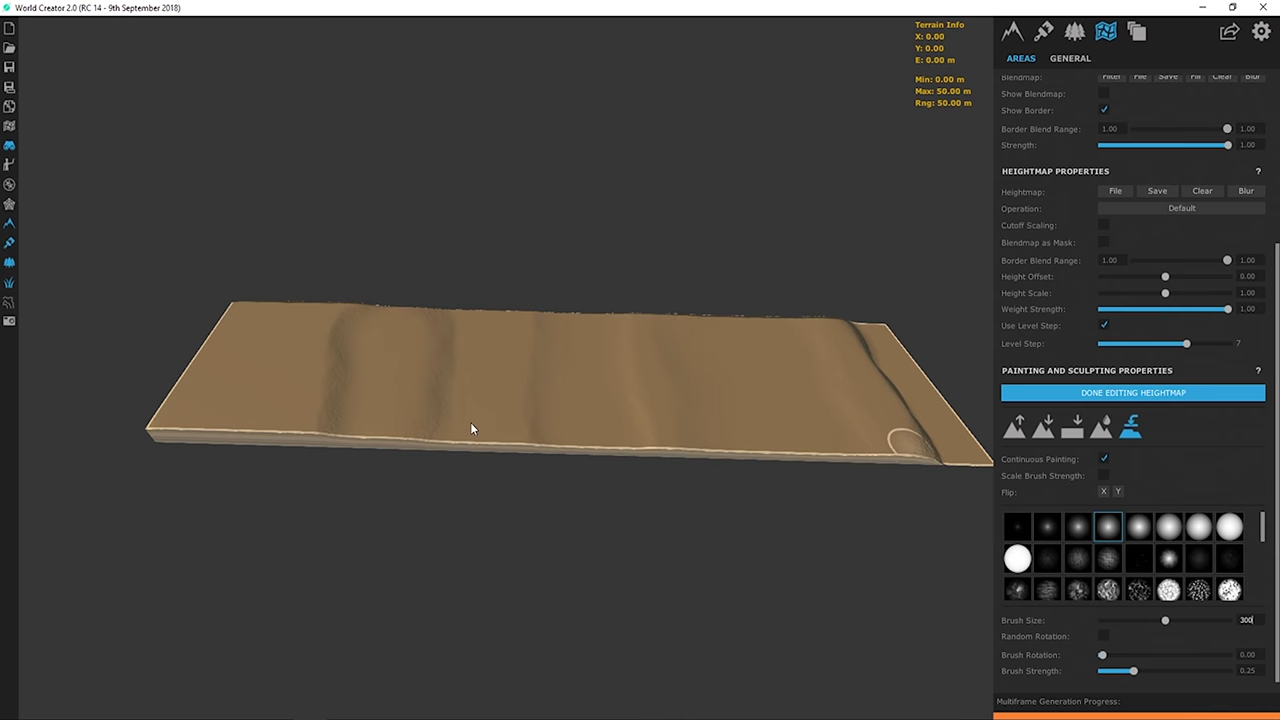 World Creator 2.0 (RC 14 - 9th September 2018)
Terrain Info
X: 0.00
Y: 0.00
E: 0.00 m
Min: 0.00 m
Max: 50.00 m
Rng: 50.00 m
AREAS GENERAL
Blendmap: Filter File Save Fill Clear Blur
Show Blendmap:
Show Border:
Border Blend Range: 1.00 1.00
Strength: 1.00
HEIGHTMAP PROPERTIES ?
Heightmap: File Save Clear Blur
Operation: Default
Cutoff Scaling:
Blendmap as Mask:
Border Blend Range: 1.00 1.00
Height Offset: 0.00
Height Scale: 1.00
Weight Strength: 1.00
Use Level Step:
Level Step: 7
PAINTING AND SCULPTING PROPERTIES ?
DONE EDITING HEIGHTMAP
Continuous Painting:
Scale Brush Strength:
Flip: X Y
Brush Size: 300
Random Rotation:
Brush Rotation: 0.00
Brush Strength: 0.25
Multiframe Generation Progress: